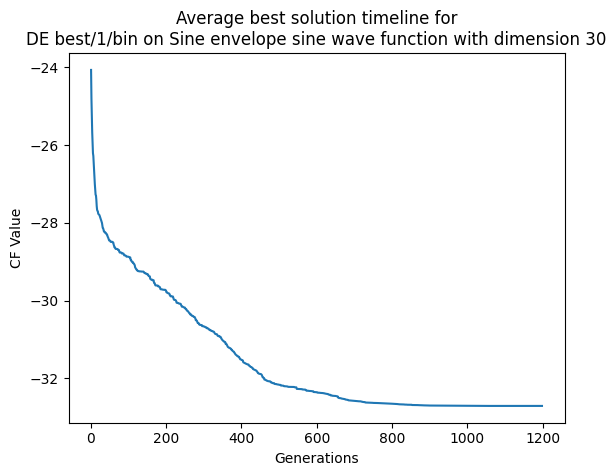 Average best solution timeline for
DE best/1/bin on Sine envelope sine wave function with dimension 30
−24
−26
−28
−30
−32
CF Value
0 200 400 600 800 1000 1200
Generations